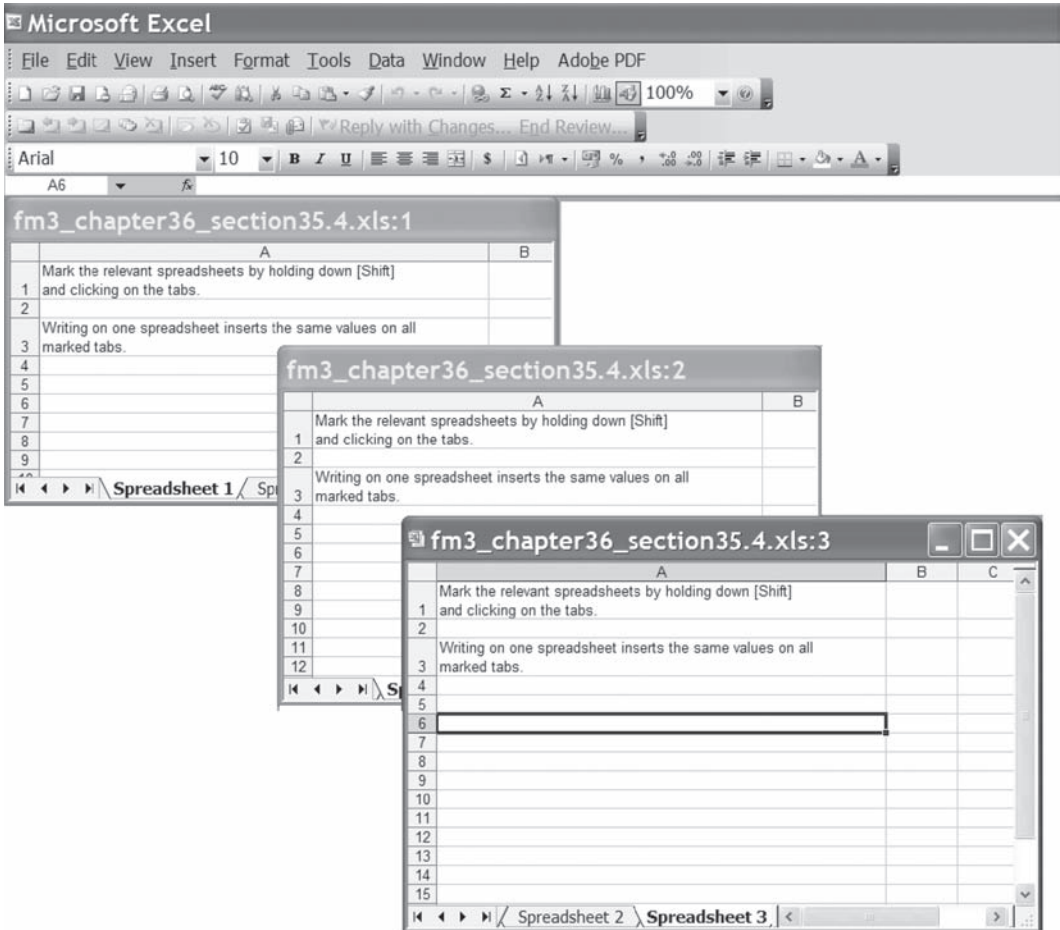 Microsoft Excel
File Edit View Insert Format Tools Data Window Help Adobe PDF
100%
Reply with Changes... End Review...
Arial 10 B I U $ % , A
A6 fx
fm3_chapter36_section35.4.xls:1
A B
Mark the relevant spreadsheets by holding down [Shift]
1 and clicking on the tabs.
2
Writing on one spreadsheet inserts the same values on all
3 marked tabs.
4
5
6
7
8
9
10
Spreadsheet 1 Spr
fm3_chapter36_section35.4.xls:2
A B
Mark the relevant spreadsheets by holding down [Shift]
1 and clicking on the tabs.
2
Writing on one spreadsheet inserts the same values on all
3 marked tabs.
4
5
6
7
8
9
10
11
12
Sp
fm3_chapter36_section35.4.xls:3
A B C
Mark the relevant spreadsheets by holding down [Shift]
1 and clicking on the tabs.
2
Writing on one spreadsheet inserts the same values on all
3 marked tabs.
4
5
6
7
8
9
10
11
12
13
14
15
Spreadsheet 2 Spreadsheet 3